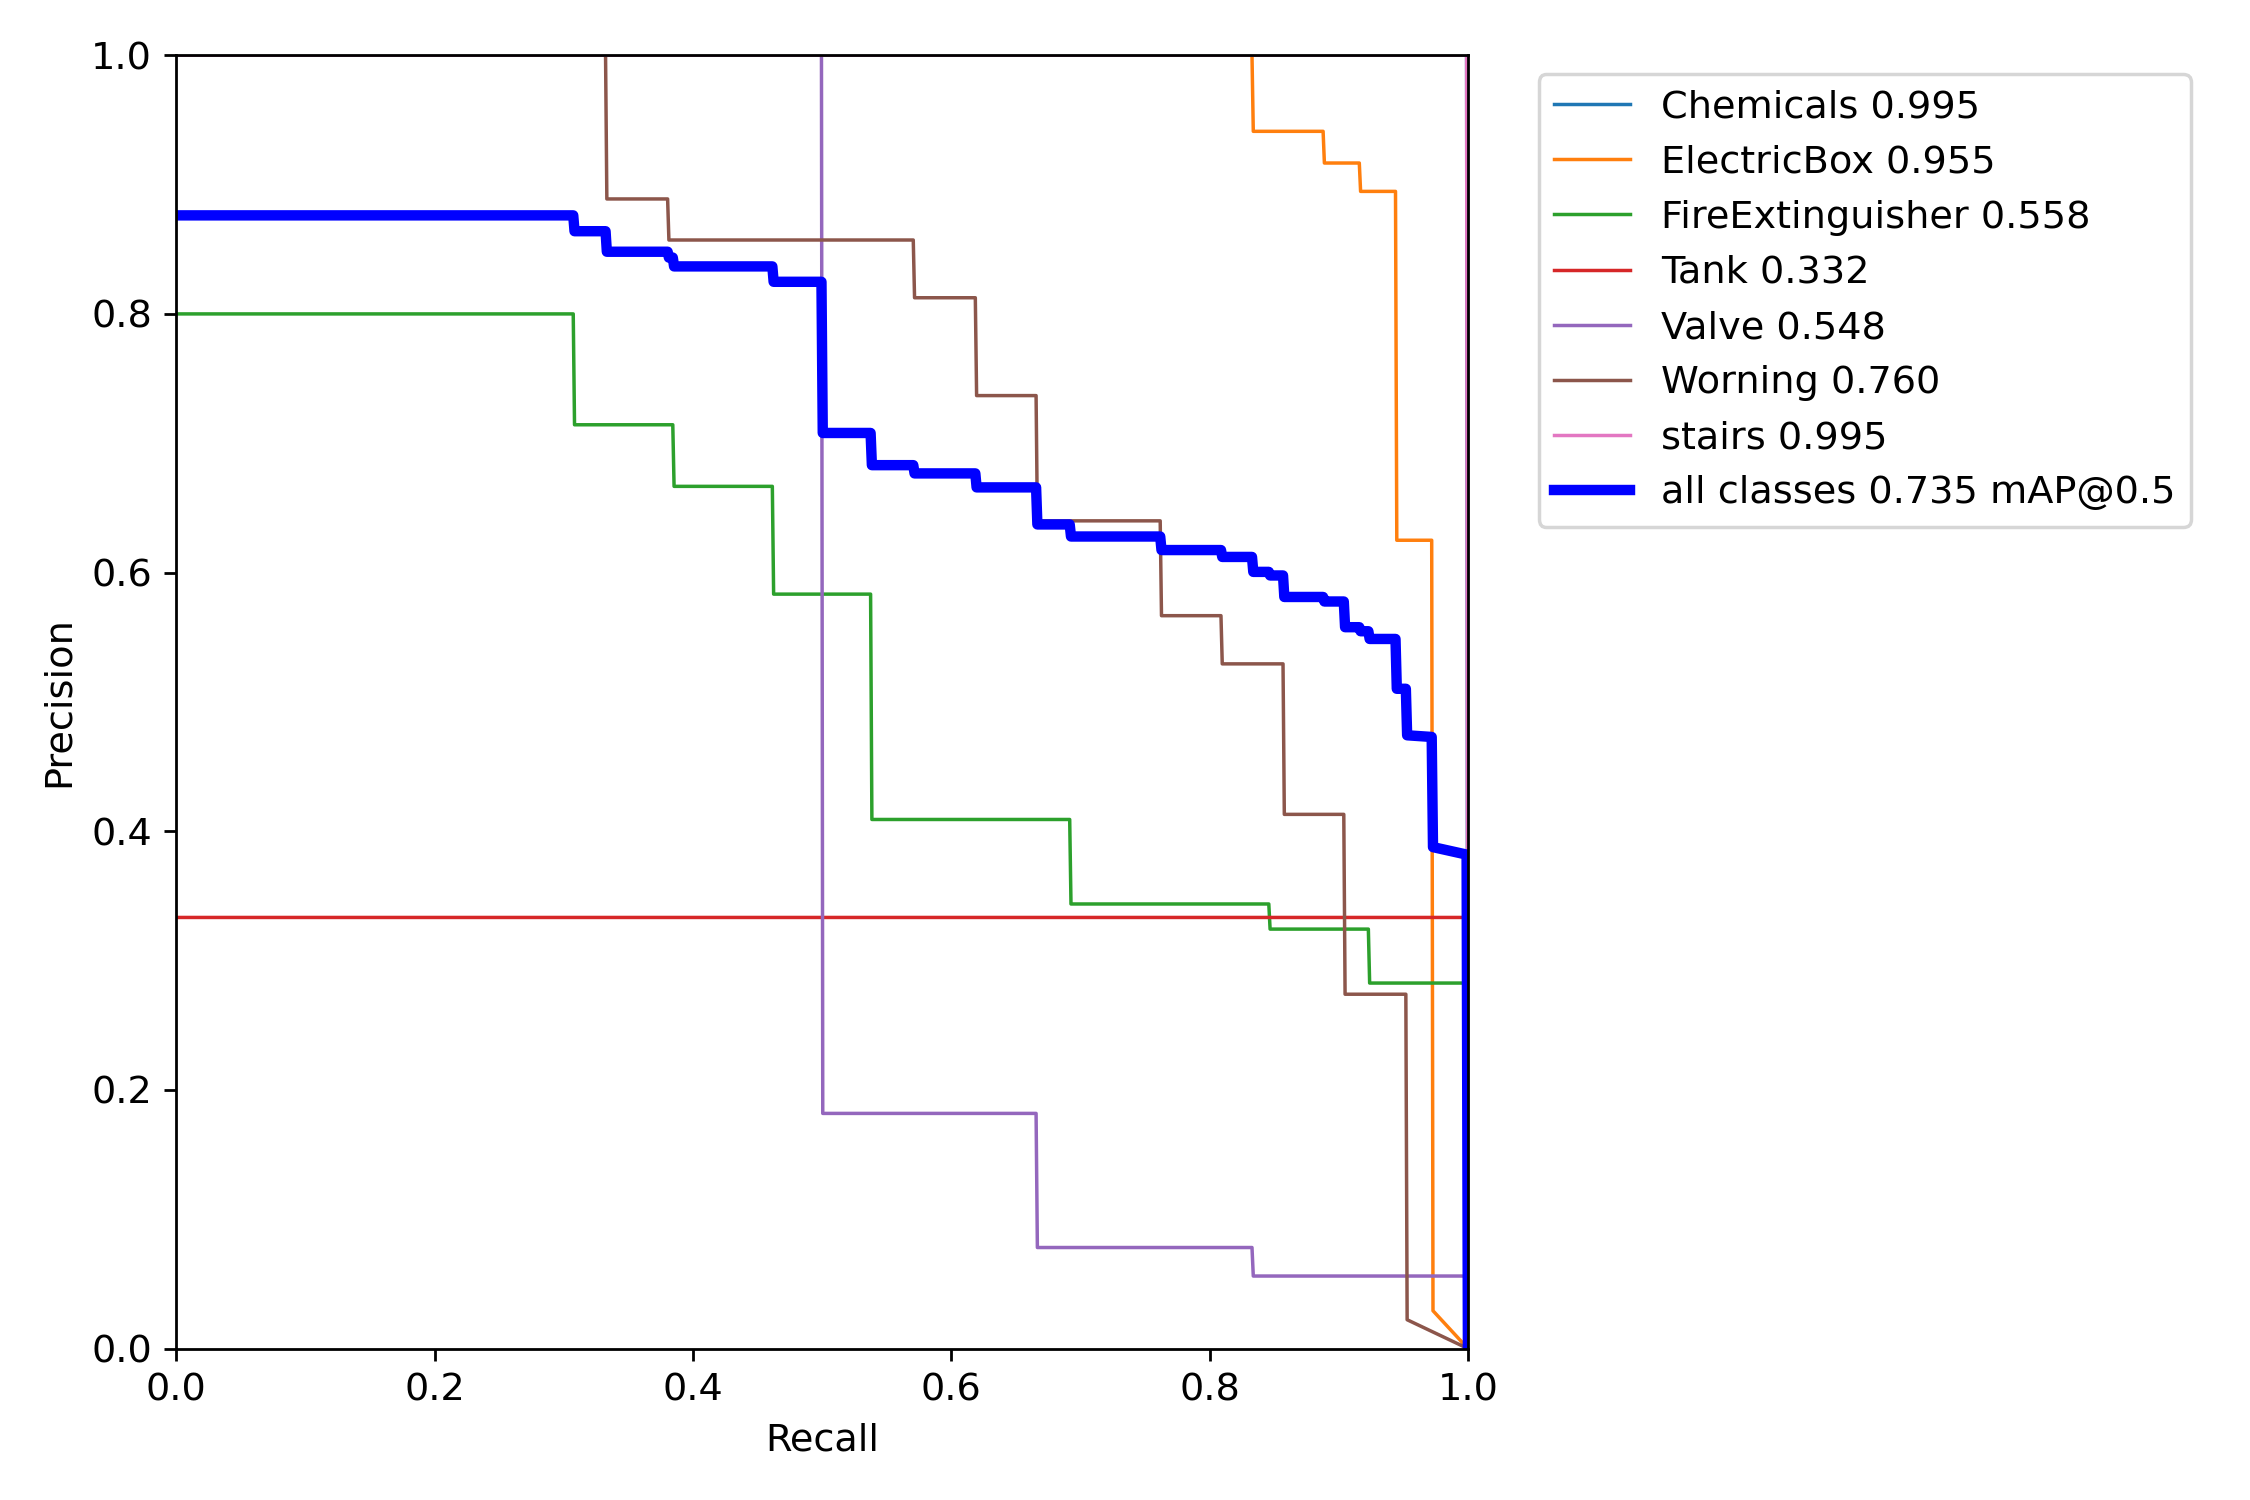 1.0
0.8
0.6
0.4
0.2
0.0
Precision
0.0 0.2 0.4 0.6 0.8 1.0
Recall
Chemicals 0.995
ElectricBox 0.955
FireExtinguisher 0.558
Tank 0.332
Valve 0.548
Worning 0.760
stairs 0.995
all classes 0.735 mAP@0.5